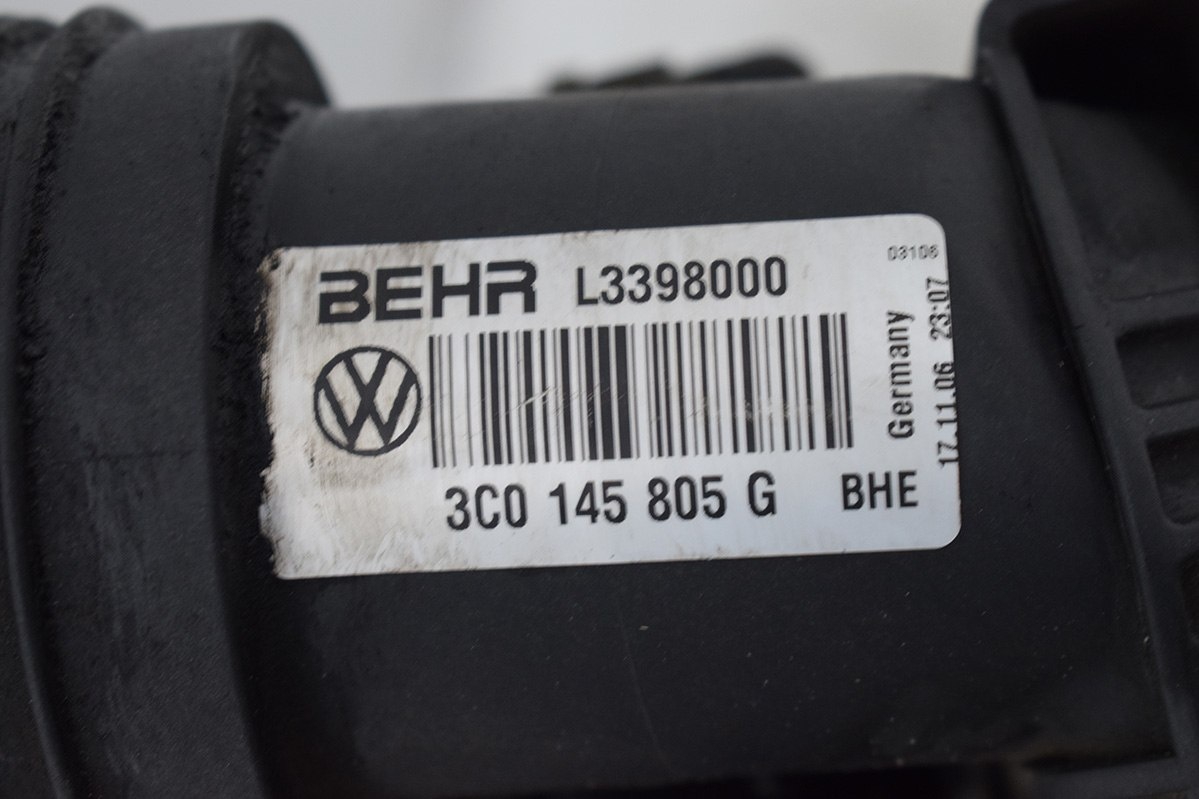 BEHR L3398000
03106
3C0 145 805 G BHE
Germany
17.11.06 23:07